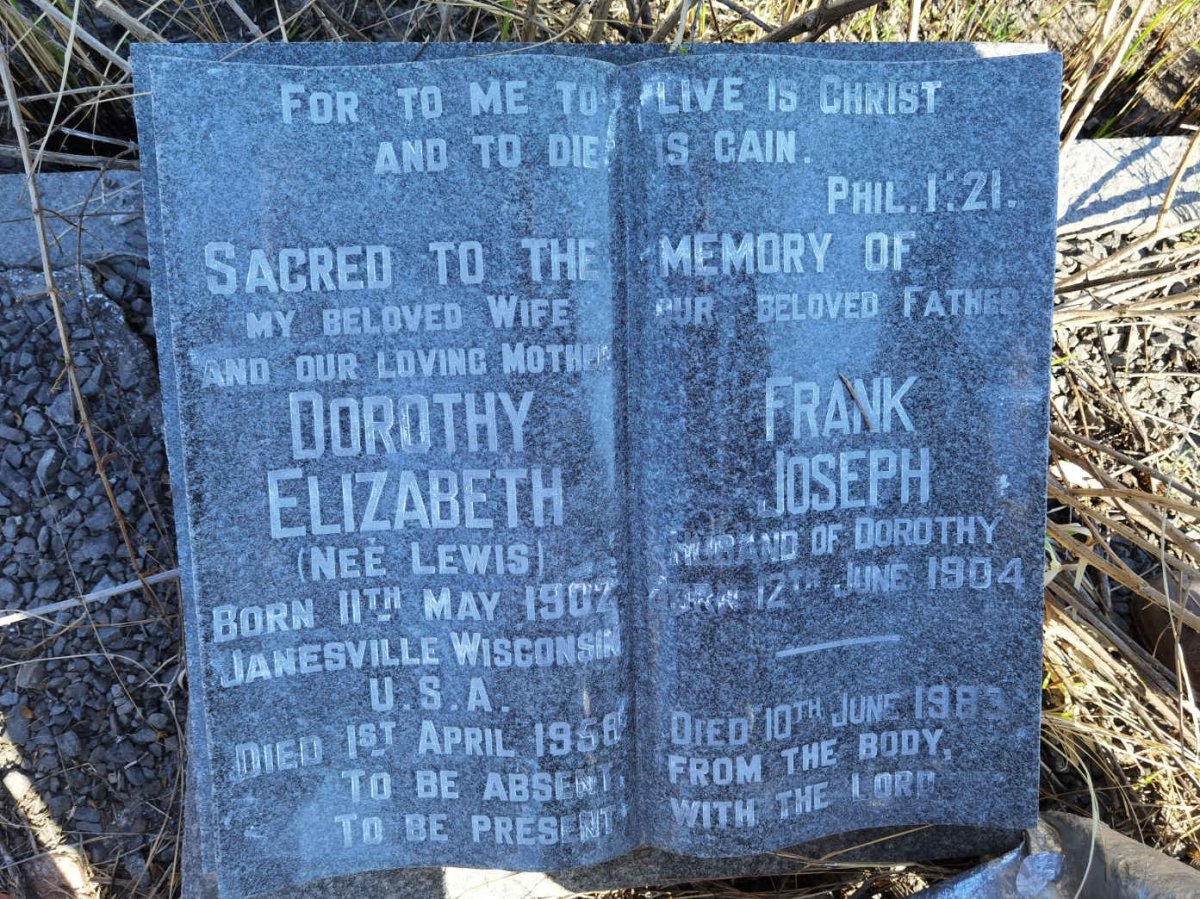 FOR TO ME TO LIVE IS CHRIST
AND TO DIE IS GAIN.
PHIL. 1:21.
SACRED TO THE MEMORY OF
MY BELOVED WIFE
AND OUR LOVING MOTHER
DOROTHY
ELIZABETH
(NEE LEWIS)
BORN 11TH MAY 1902
JANESVILLE WISCONSIN
U.S.A.
DIED 1ST APRIL 1958
OUR BELOVED FATHER
FRANK
JOSEPH
HUSBAND OF DOROTHY
BORN 12TH JUNE 1904
DIED 10TH JUNE 1983
TO BE ABSENT FROM THE BODY,
TO BE PRESENT WITH THE LORD